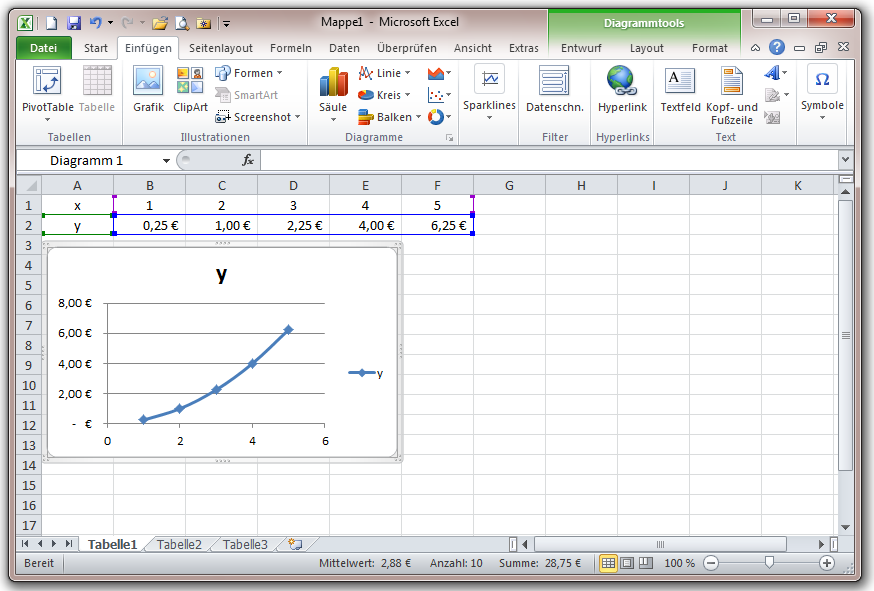 Mappe1 - Microsoft Excel
Diagrammtools
Datei Start Einfügen Seitenlayout Formeln Daten Überprüfen Ansicht Extras Entwurf Layout Format
PivotTable Tabelle Grafik ClipArt Formen SmartArt Screenshot Säule Linie Kreis Balken Sparklines Datenschn. Hyperlink Textfeld Kopf- und Fußzeile Symbole
Tabellen Illustrationen Diagramme Filter Hyperlinks Text
Diagramm 1 fx
A B C D E F G H I J K
1 x 1 2 3 4 5
2 y 0,25 € 1,00 € 2,25 € 4,00 € 6,25 €
3
4
5
6
7
8
9
10
11
12
13
14
15
16
17
y
8,00 €
6,00 €
4,00 €
2,00 €
- €
0 2 4 6
y
Tabelle1 Tabelle2 Tabelle3
Bereit Mittelwert: 2,88 € Anzahl: 10 Summe: 28,75 € 100 %